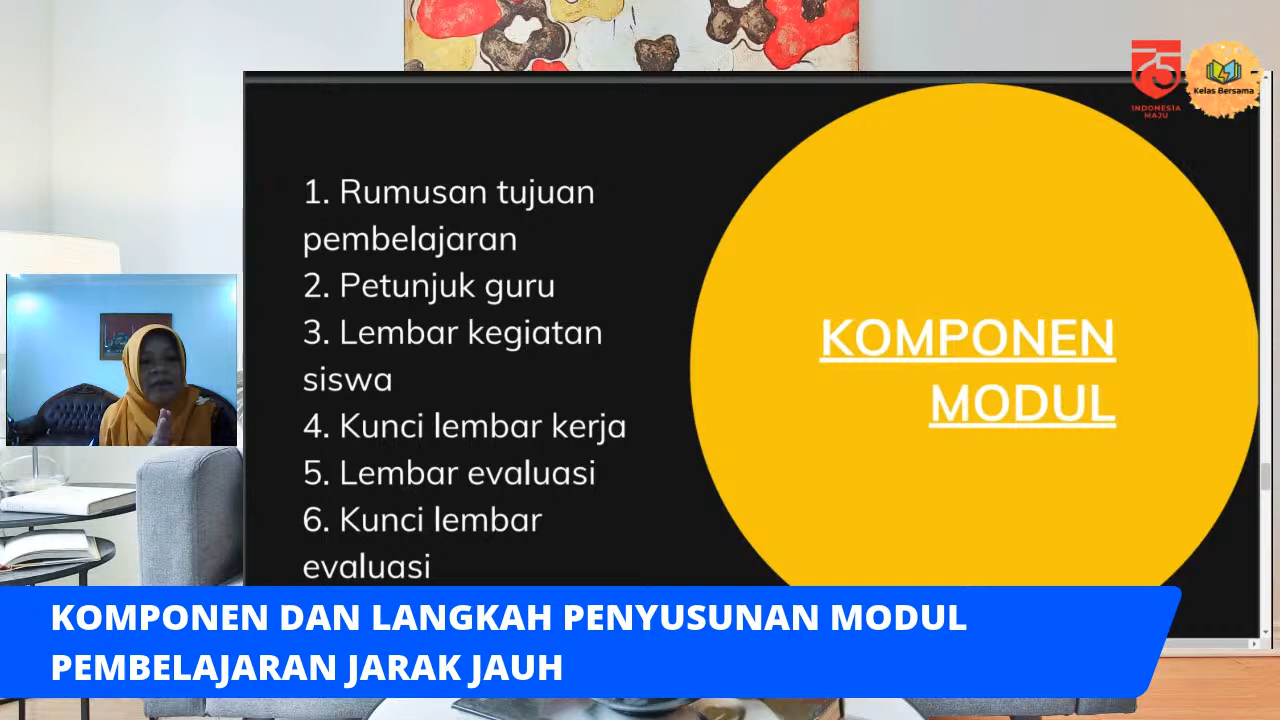 75
INDONESIA
MAJU
Kelas Bersama
1. Rumusan tujuan
pembelajaran
2. Petunjuk guru
3. Lembar kegiatan
siswa
4. Kunci lembar kerja
5. Lembar evaluasi
6. Kunci lembar
evaluasi
KOMPONEN
MODUL
KOMPONEN DAN LANGKAH PENYUSUNAN MODUL
PEMBELAJARAN JARAK JAUH